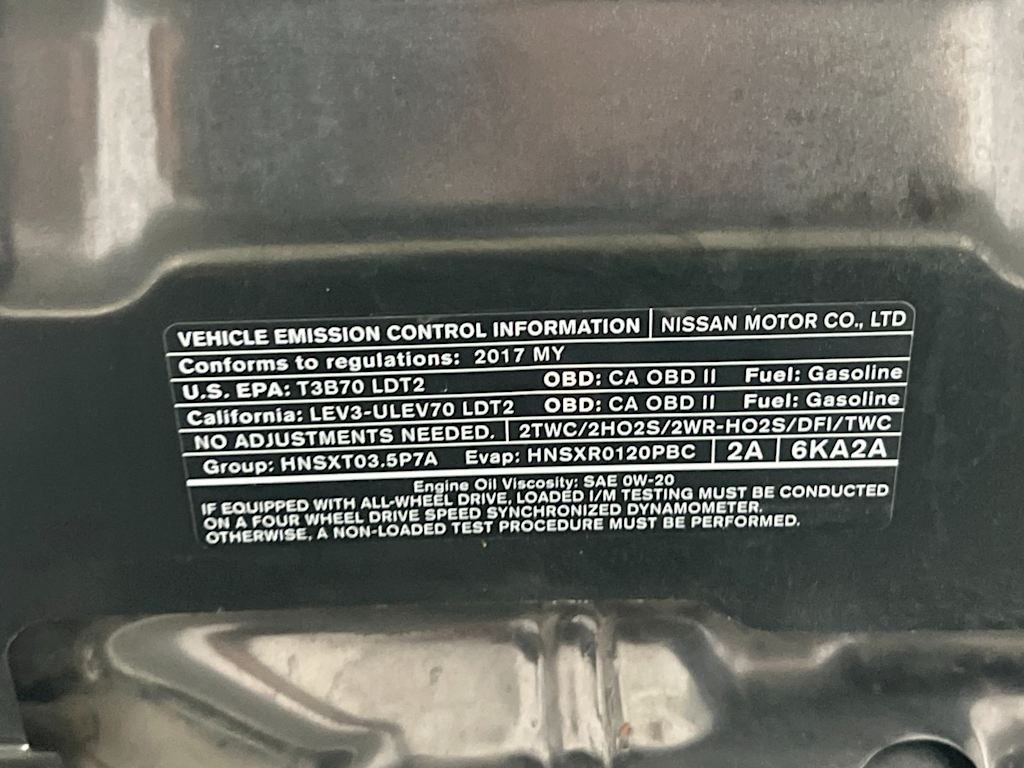 VEHICLE EMISSION CONTROL INFORMATION NISSAN MOTOR CO., LTD
Conforms to regulations: 2017 MY
U.S. EPA: T3B70 LDT2 OBD: CA OBD II Fuel: Gasoline
California: LEV3-ULEV70 LDT2 OBD: CA OBD II Fuel: Gasoline
NO ADJUSTMENTS NEEDED. 2TWC/2HO2S/2WR-HO2S/DFI/TWC
Group: HNSXT03.5P7A Evap: HNSXR0120PBC 2A 6KA2A
Engine Oil Viscosity: SAE 0W-20
IF EQUIPPED WITH ALL-WHEEL DRIVE, LOADED I/M TESTING MUST BE CONDUCTED
ON A FOUR WHEEL DRIVE SPEED SYNCHRONIZED DYNAMOMETER.
OTHERWISE, A NON-LOADED TEST PROCEDURE MUST BE PERFORMED.